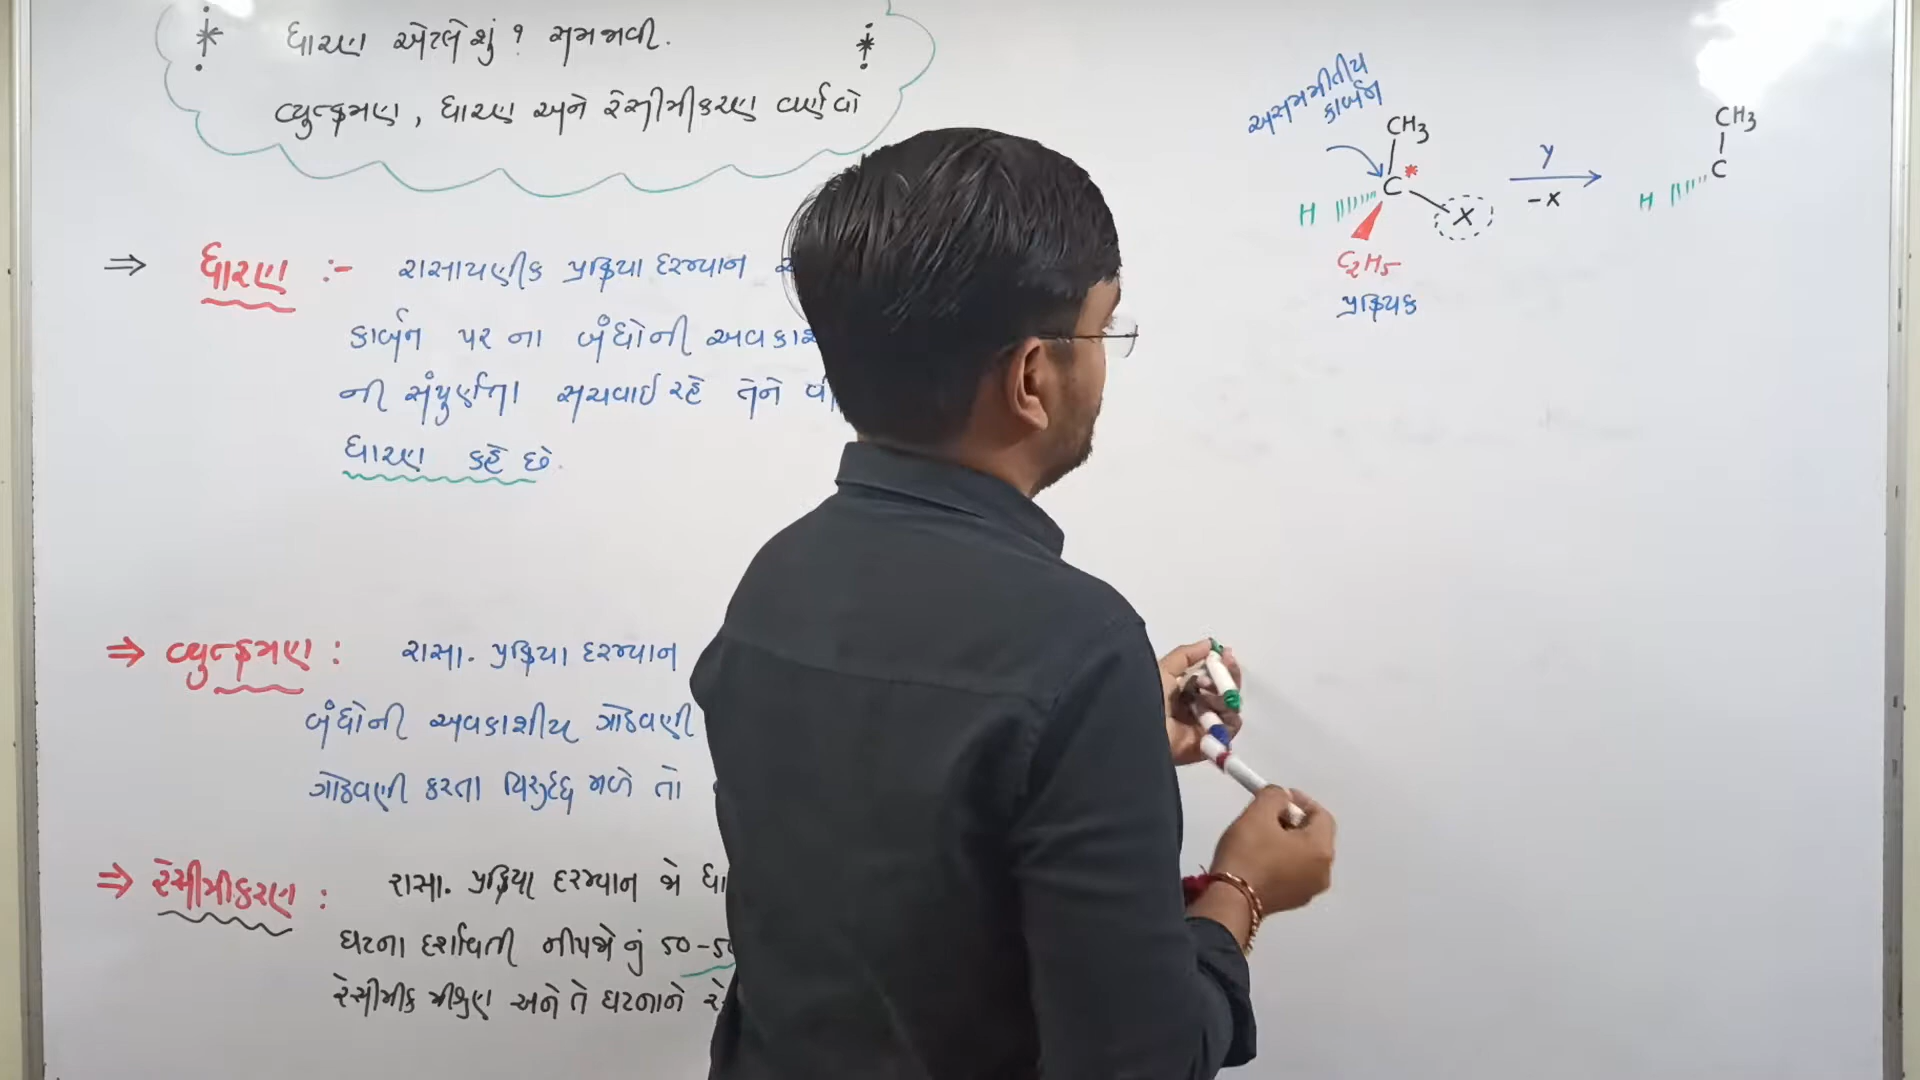 * ધારણ એટલે શું ? સમજાવી. *
વ્યુત્ક્રમણ, ધારણ અને રેસીમીકરણ વર્ણવો
⇒ ધારણ :- રાસાયણીક પ્રક્રિયા દરમ્યાન
કાર્બન પર ના બંધોની અવકાશ
ની સંપુર્ણતા સચવાઈ રહે તેને
ધારણ કહે છે.
⇒ વ્યુત્ક્રમણ : રાસા. પ્રક્રિયા દરમ્યાન
બંધોની અવકાશીય ગોઠવણી
ગોઠવણી કરતા વિરુદ્ધ મળે તો
⇒ રેસીમીકરણ : રાસા. પ્રક્રિયા દરમ્યાન જે ધા
ઘટના દર્શાવતી નીપજો નું 50-50
રેસીમીક મીશ્રણ અને તે ઘટનાને રે
અસમમીતીય
કાર્બન
CH3
C*
H
X
C2H5
પ્રક્રિયક
Y
-X
CH3
C
H